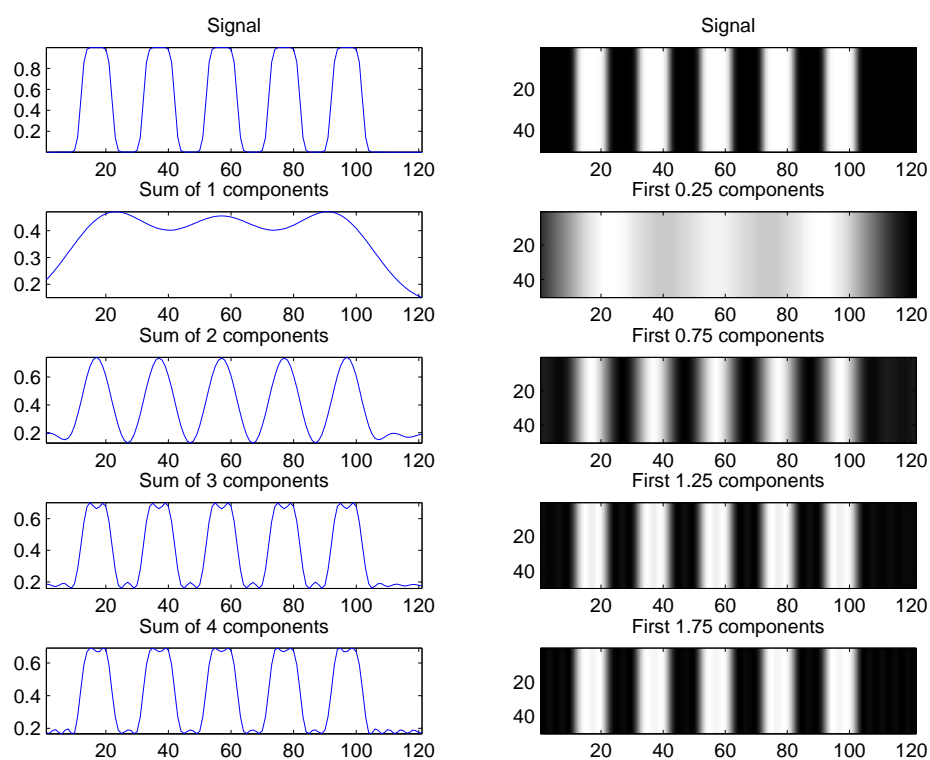 Signal
0.8
0.6
0.4
0.2
20 40 60 80 100 120
Signal
20
40
20 40 60 80 100 120
Sum of 1 components
0.4
0.3
0.2
20 40 60 80 100 120
First 0.25 components
20
40
20 40 60 80 100 120
Sum of 2 components
0.6
0.4
0.2
20 40 60 80 100 120
First 0.75 components
20
40
20 40 60 80 100 120
Sum of 3 components
0.6
0.4
0.2
20 40 60 80 100 120
First 1.25 components
20
40
20 40 60 80 100 120
Sum of 4 components
0.6
0.4
0.2
20 40 60 80 100 120
First 1.75 components
20
40
20 40 60 80 100 120